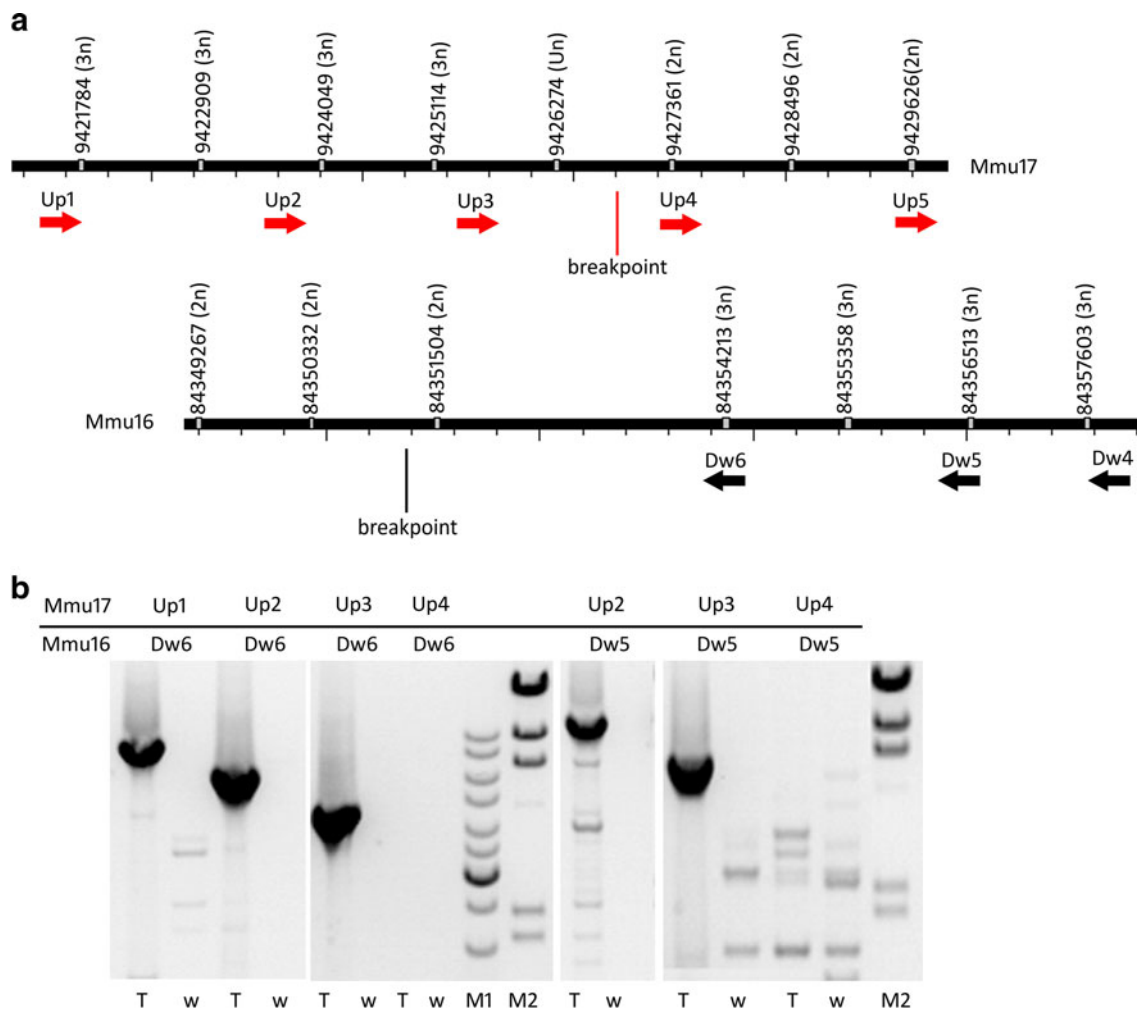 a
9421784 (3n) 9422909 (3n) 9424049 (3n) 9425114 (3n) 9426274 (Un) 9427361 (2n) 9428496 (2n) 9429626(2n)
Mmu17
Up1 Up2 Up3 Up4 Up5
breakpoint
84349267 (2n) 84350332 (2n) 84351504 (2n) 84354213 (3n) 84355358 (3n) 84356513 (3n) 84357603 (3n)
Mmu16
Dw6 Dw5 Dw4
breakpoint
b
Mmu17 Up1 Up2 Up3 Up4 Up2 Up3 Up4
Mmu16 Dw6 Dw6 Dw6 Dw6 Dw5 Dw5 Dw5
T w T w T w T w M1 M2 T w T w T w M2